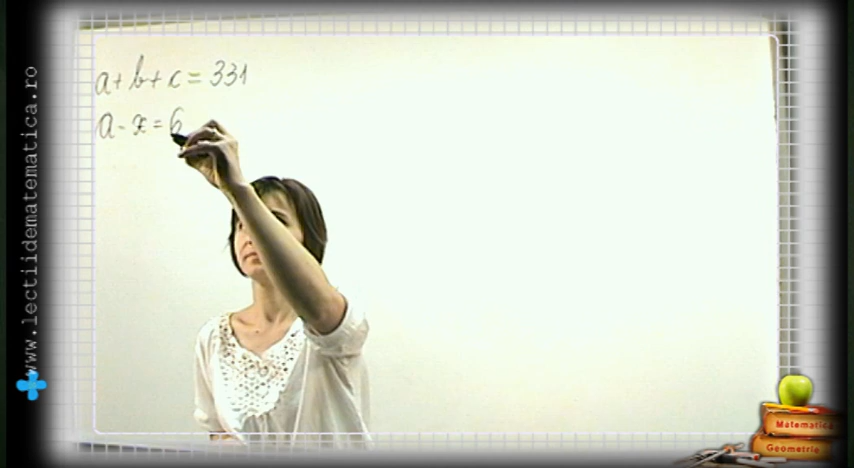 a + b + c = 331
a - x = 6
www.lectiidematematica.ro
Matematica
Geometrie